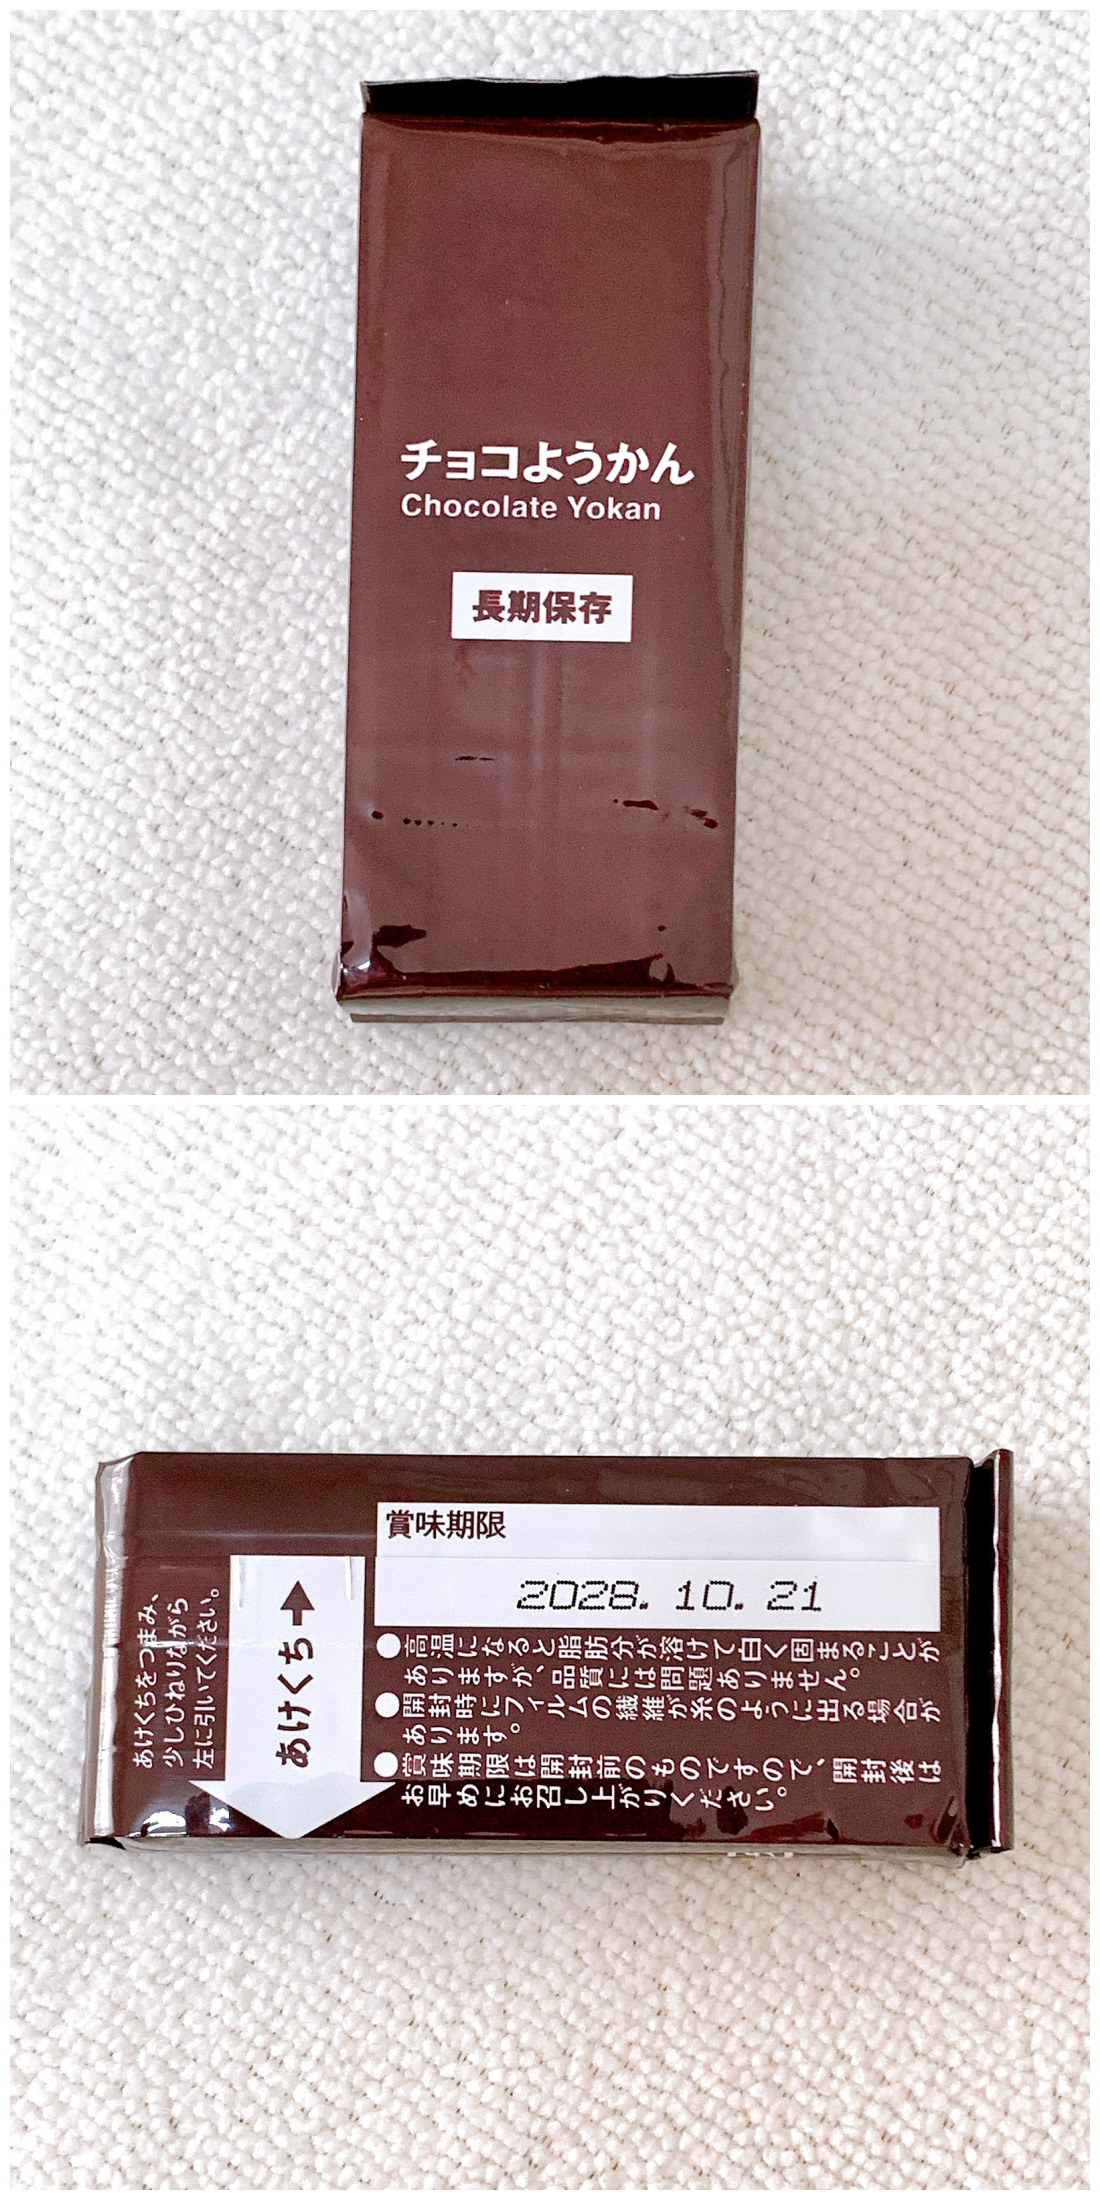 チョコようかん
Chocolate Yokan
長期保存
賞味期限
2028. 10. 21
●高温になると脂肪分が溶けて白く固まることが
ありますが、品質には問題ありません。
●開封時にフィルムの繊維が糸のように出る場合が
あります。
●賞味期限は開封前のものですので、開封後は
お早めにお召し上がりください。
あけくち➡
あけくちをつまみ、
少しひねりながら
左に引いてください。